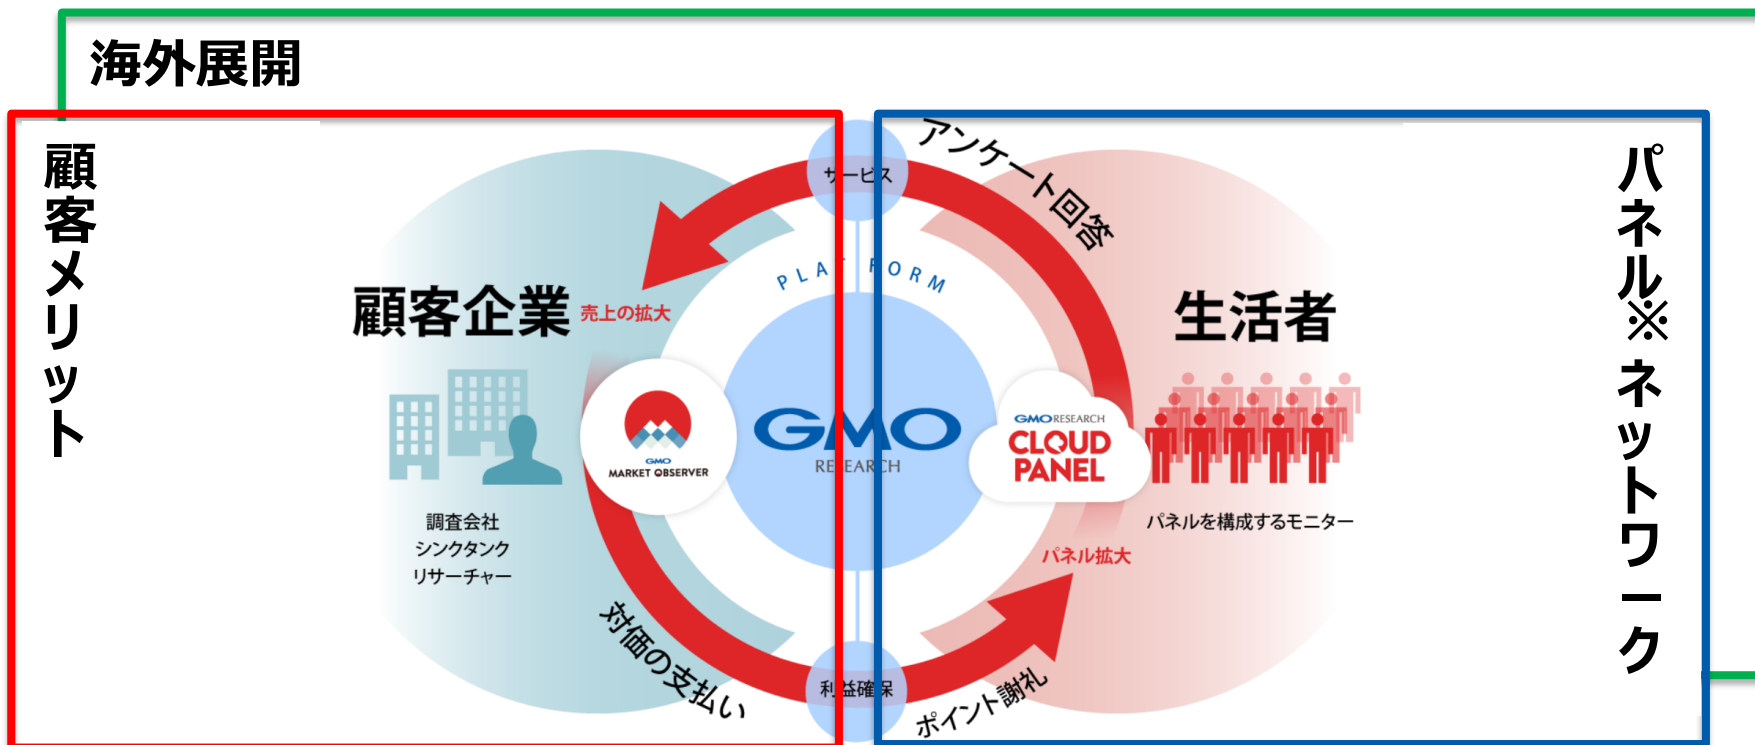 海外展開
顧客メリット
パネル※ネットワーク
サービス
アンケート回答
PLATFORM
顧客企業
売上の拡大
生活者
GMO
RESEARCH
GMO
MARKET OBSERVER
GMO RESEARCH
CLOUD
PANEL
調査会社
シンクタンク
リサーチャー
パネルを構成するモニター
パネル拡大
対価の支払い
利益確保
ポイント謝礼